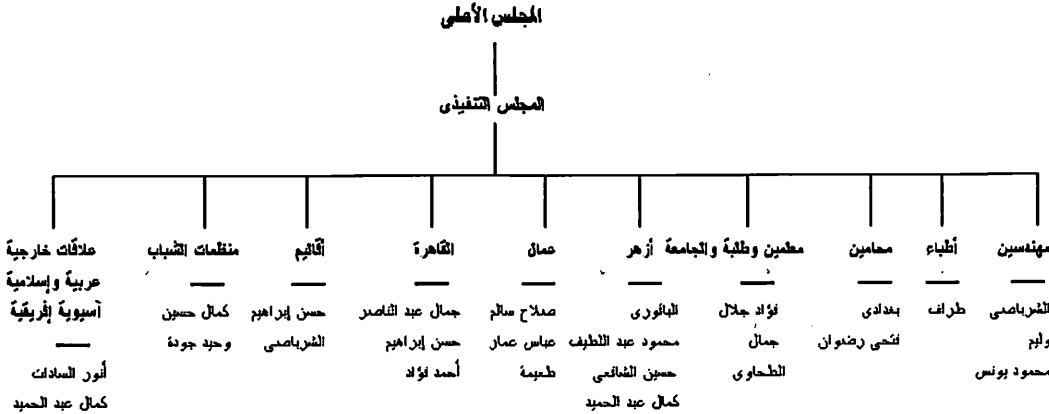 المجلس الأعلى
المجلس التنفيذى
مهندسين
الشرباصى
وليم
محمود يونس
أطباء
طراف
محامين
بغدادى
فتحى رضوان
معلمين وطلبة والجامعة
فؤاد جلال
جمال
الطحاوى
أزهر
الباقورى
محمود عبد اللطيف
حسين الشافعى
كمال عبد الحميد
عمال
صلاح سالم
عباس عمار
طعيمة
القاهرة
جمال عبد الناصر
حسن إبراهيم
أحمد فؤاد
أقاليم
حسن إبراهيم
الشرباصى
منظمات الشباب
كمال حسين
وحيد جودة
علاقات خارجية
عربية وإسلامية
آسيوية إفريقية
أنور السادات
كمال عبد الحميد